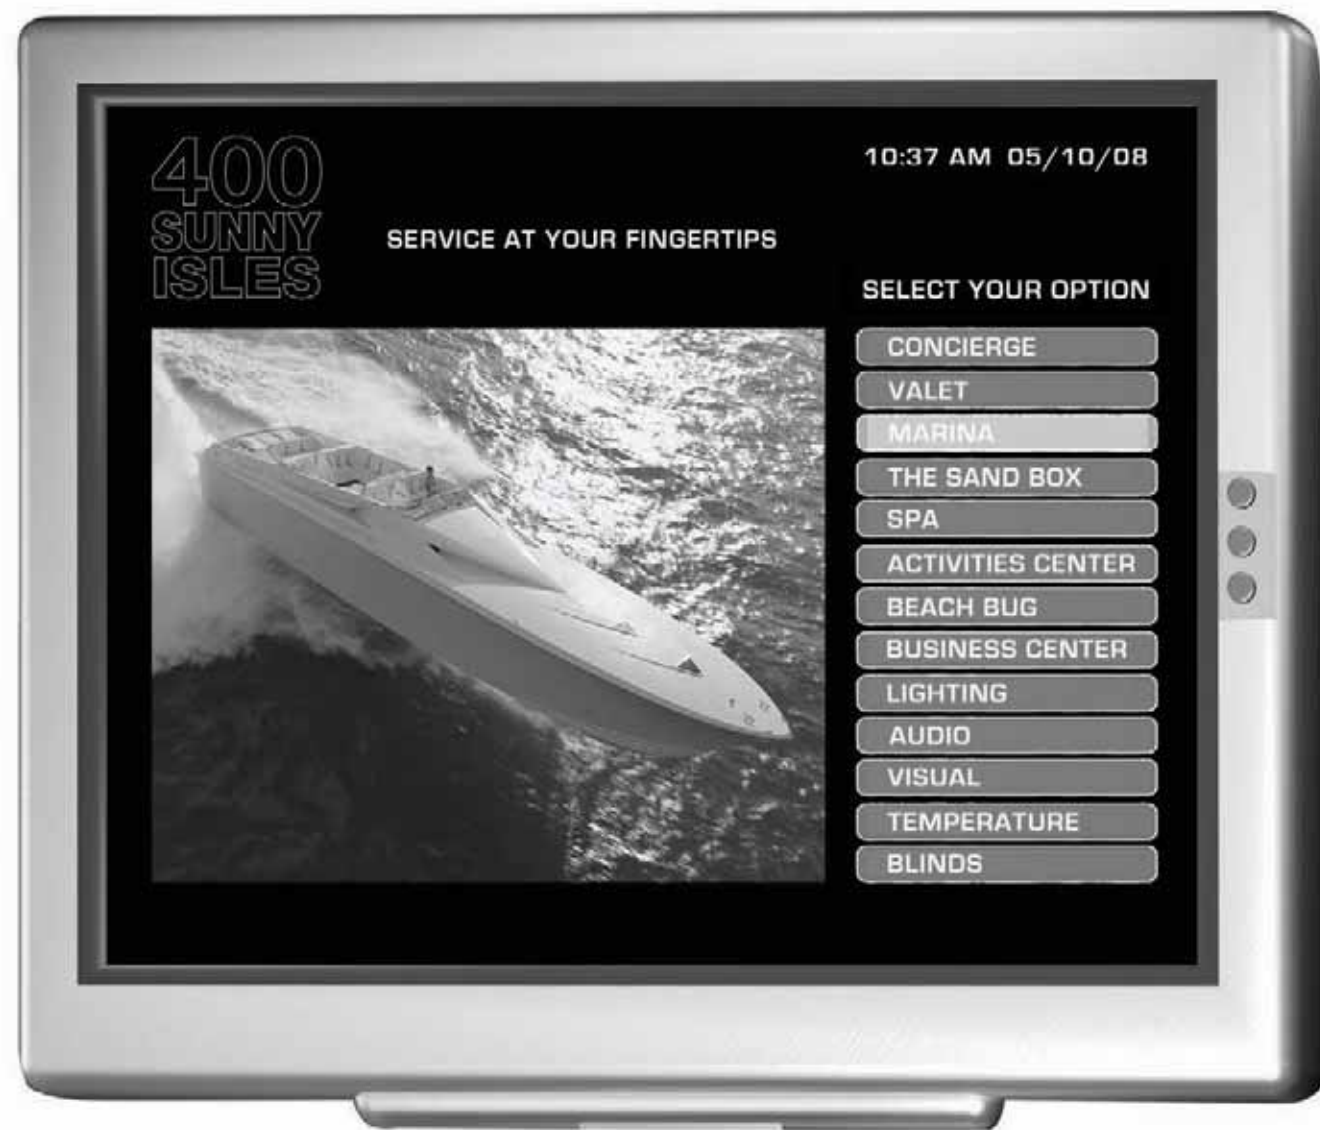 400
SUNNY
ISLES
10:37 AM 05/10/08
SERVICE AT YOUR FINGERTIPS
SELECT YOUR OPTION
CONCIERGE
VALET
MARINA
THE SAND BOX
SPA
ACTIVITIES CENTER
BEACH BUG
BUSINESS CENTER
LIGHTING
AUDIO
VISUAL
TEMPERATURE
BLINDS